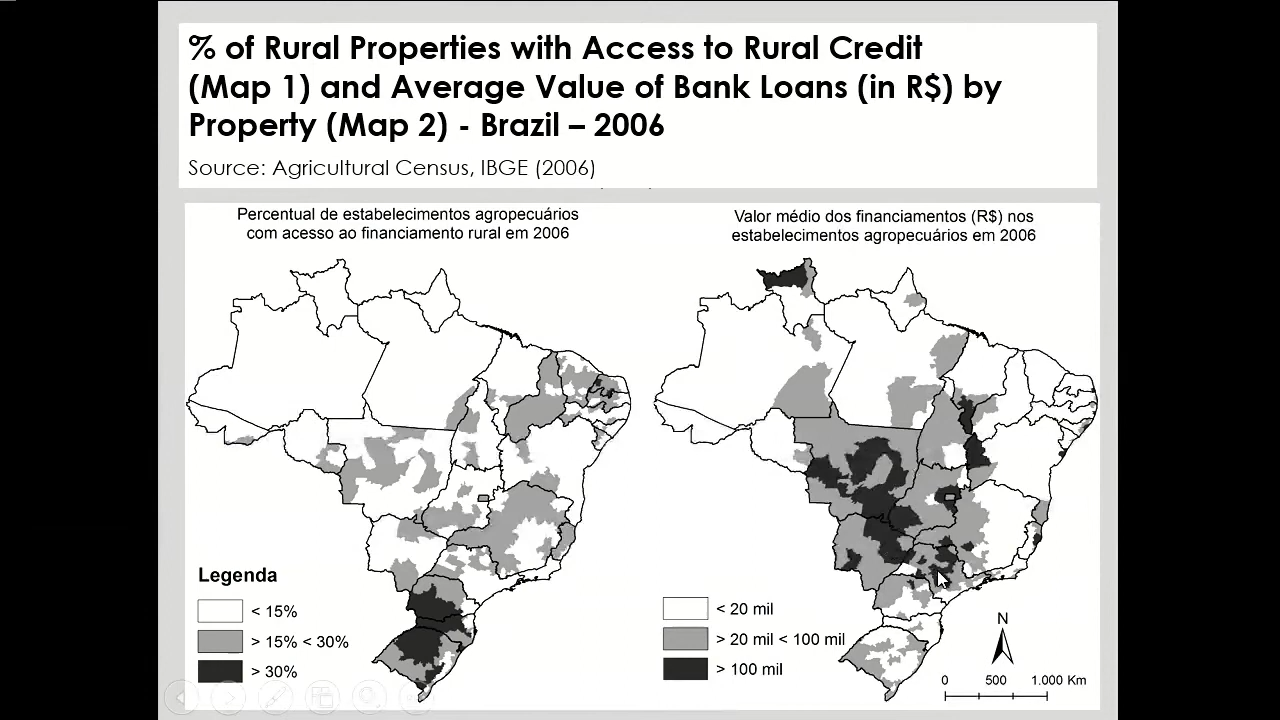 % of Rural Properties with Access to Rural Credit
(Map 1) and Average Value of Bank Loans (in R$) by
Property (Map 2) - Brazil – 2006
Source: Agricultural Census, IBGE (2006)
Percentual de estabelecimentos agropecuários
com acesso ao financiamento rural em 2006
Legenda
< 15%
> 15% < 30%
> 30%
Valor médio dos financiamentos (R$) nos
estabelecimentos agropecuários em 2006
< 20 mil
> 20 mil < 100 mil
> 100 mil
N
0 500 1.000 Km